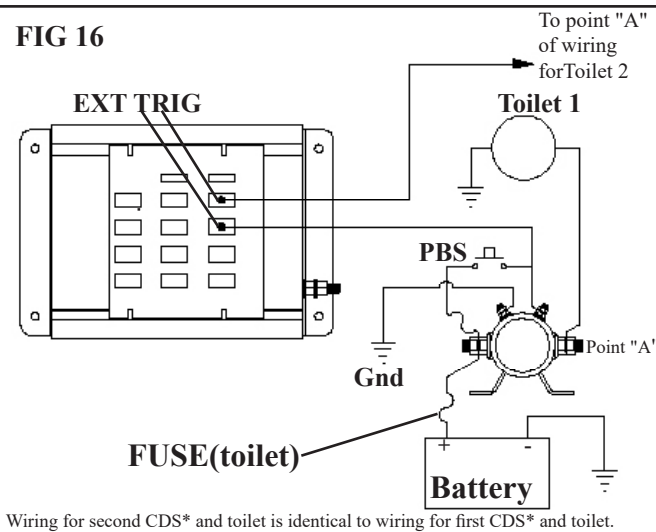 FIG 16
To point "A"
of wiring
forToilet 2
EXT TRIG
Toilet 1
PBS
Point "A"
Gnd
FUSE(toilet)
+ -
Battery
Wiring for second CDS* and toilet is identical to wiring for first CDS* and toilet.